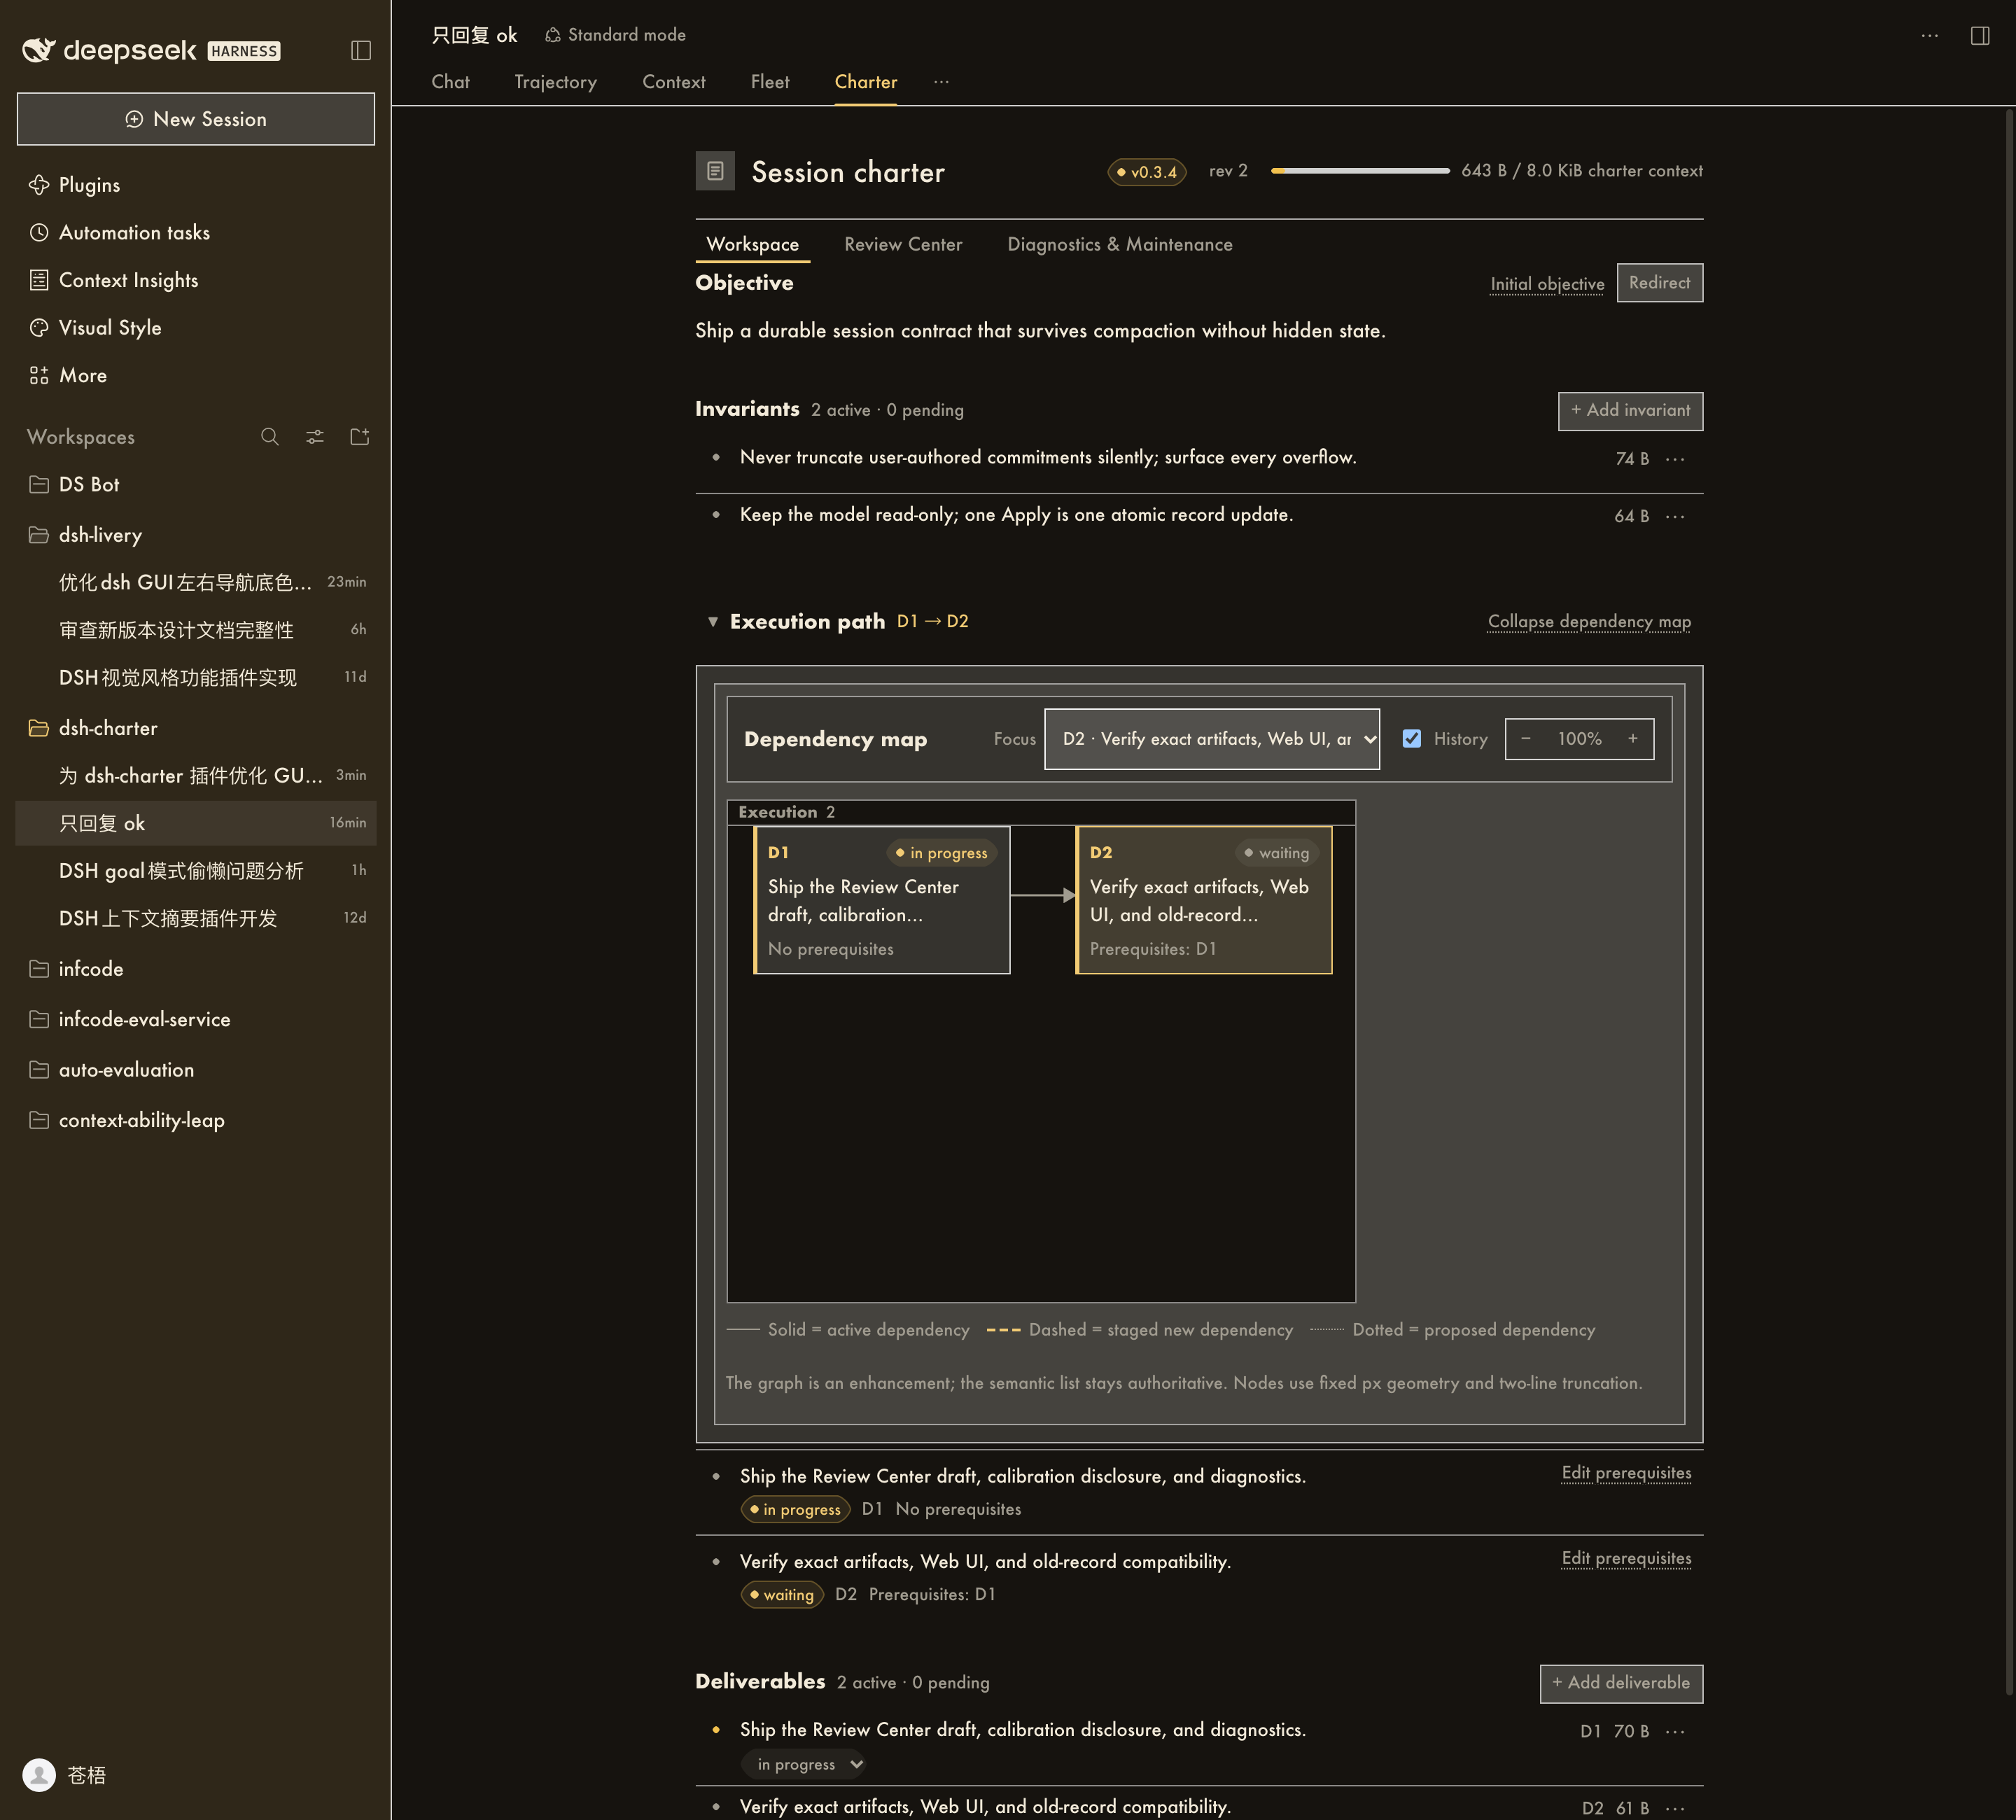 deepseek HARNESS
New Session
Plugins
Automation tasks
Context Insights
Visual Style
More
Workspaces
DS Bot
dsh-livery
优化 dsh GUI左右导航底色... 23min
审查新版本设计文档完整性 6h
DSH视觉风格功能插件实现 11d
dsh-charter
为 dsh-charter 插件优化 GU... 3min
只回复 ok 16min
DSH goal模式偷懒问题分析 1h
DSH上下文摘要插件开发 12d
infcode
infcode-eval-service
auto-evaluation
context-ability-leap
苍梧
只回复 ok Standard mode ...
Chat Trajectory Context Fleet Charter ...
Session charter v0.3.4 rev 2 643 B / 8.0 KiB charter context
Workspace Review Center Diagnostics & Maintenance
Objective Initial objective Redirect
Ship a durable session contract that survives compaction without hidden state.
Invariants 2 active · 0 pending + Add invariant
Never truncate user-authored commitments silently; surface every overflow. 74 B ...
Keep the model read-only; one Apply is one atomic record update. 64 B ...
Execution path D1 → D2 Collapse dependency map
Dependency map Focus D2 · Verify exact artifacts, Web UI, ar History − 100% +
Execution 2
D1 in progress
Ship the Review Center
draft, calibration...
No prerequisites
D2 waiting
Verify exact artifacts, Web
UI, and old-record...
Prerequisites: D1
Solid = active dependency Dashed = staged new dependency Dotted = proposed dependency
The graph is an enhancement; the semantic list stays authoritative. Nodes use fixed px geometry and two-line truncation.
Ship the Review Center draft, calibration disclosure, and diagnostics. Edit prerequisites
in progress D1 No prerequisites
Verify exact artifacts, Web UI, and old-record compatibility. Edit prerequisites
waiting D2 Prerequisites: D1
Deliverables 2 active · 0 pending + Add deliverable
Ship the Review Center draft, calibration disclosure, and diagnostics. D1 70 B ...
in progress
Verify exact artifacts, Web UI, and old-record compatibility. D2 61 B ...